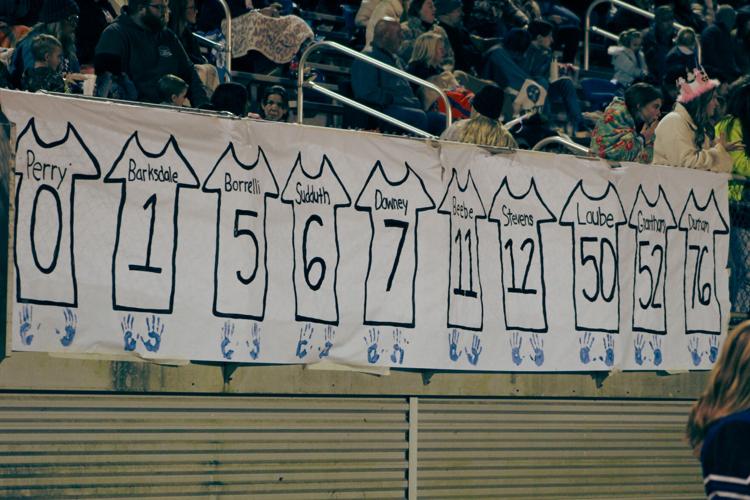 Perry
0
Barksdale
1
Borrelli
5
Sudduth
6
Downey
7
Beebe
11
Stevens
12
Laube
50
Grantham
52
Durham
76